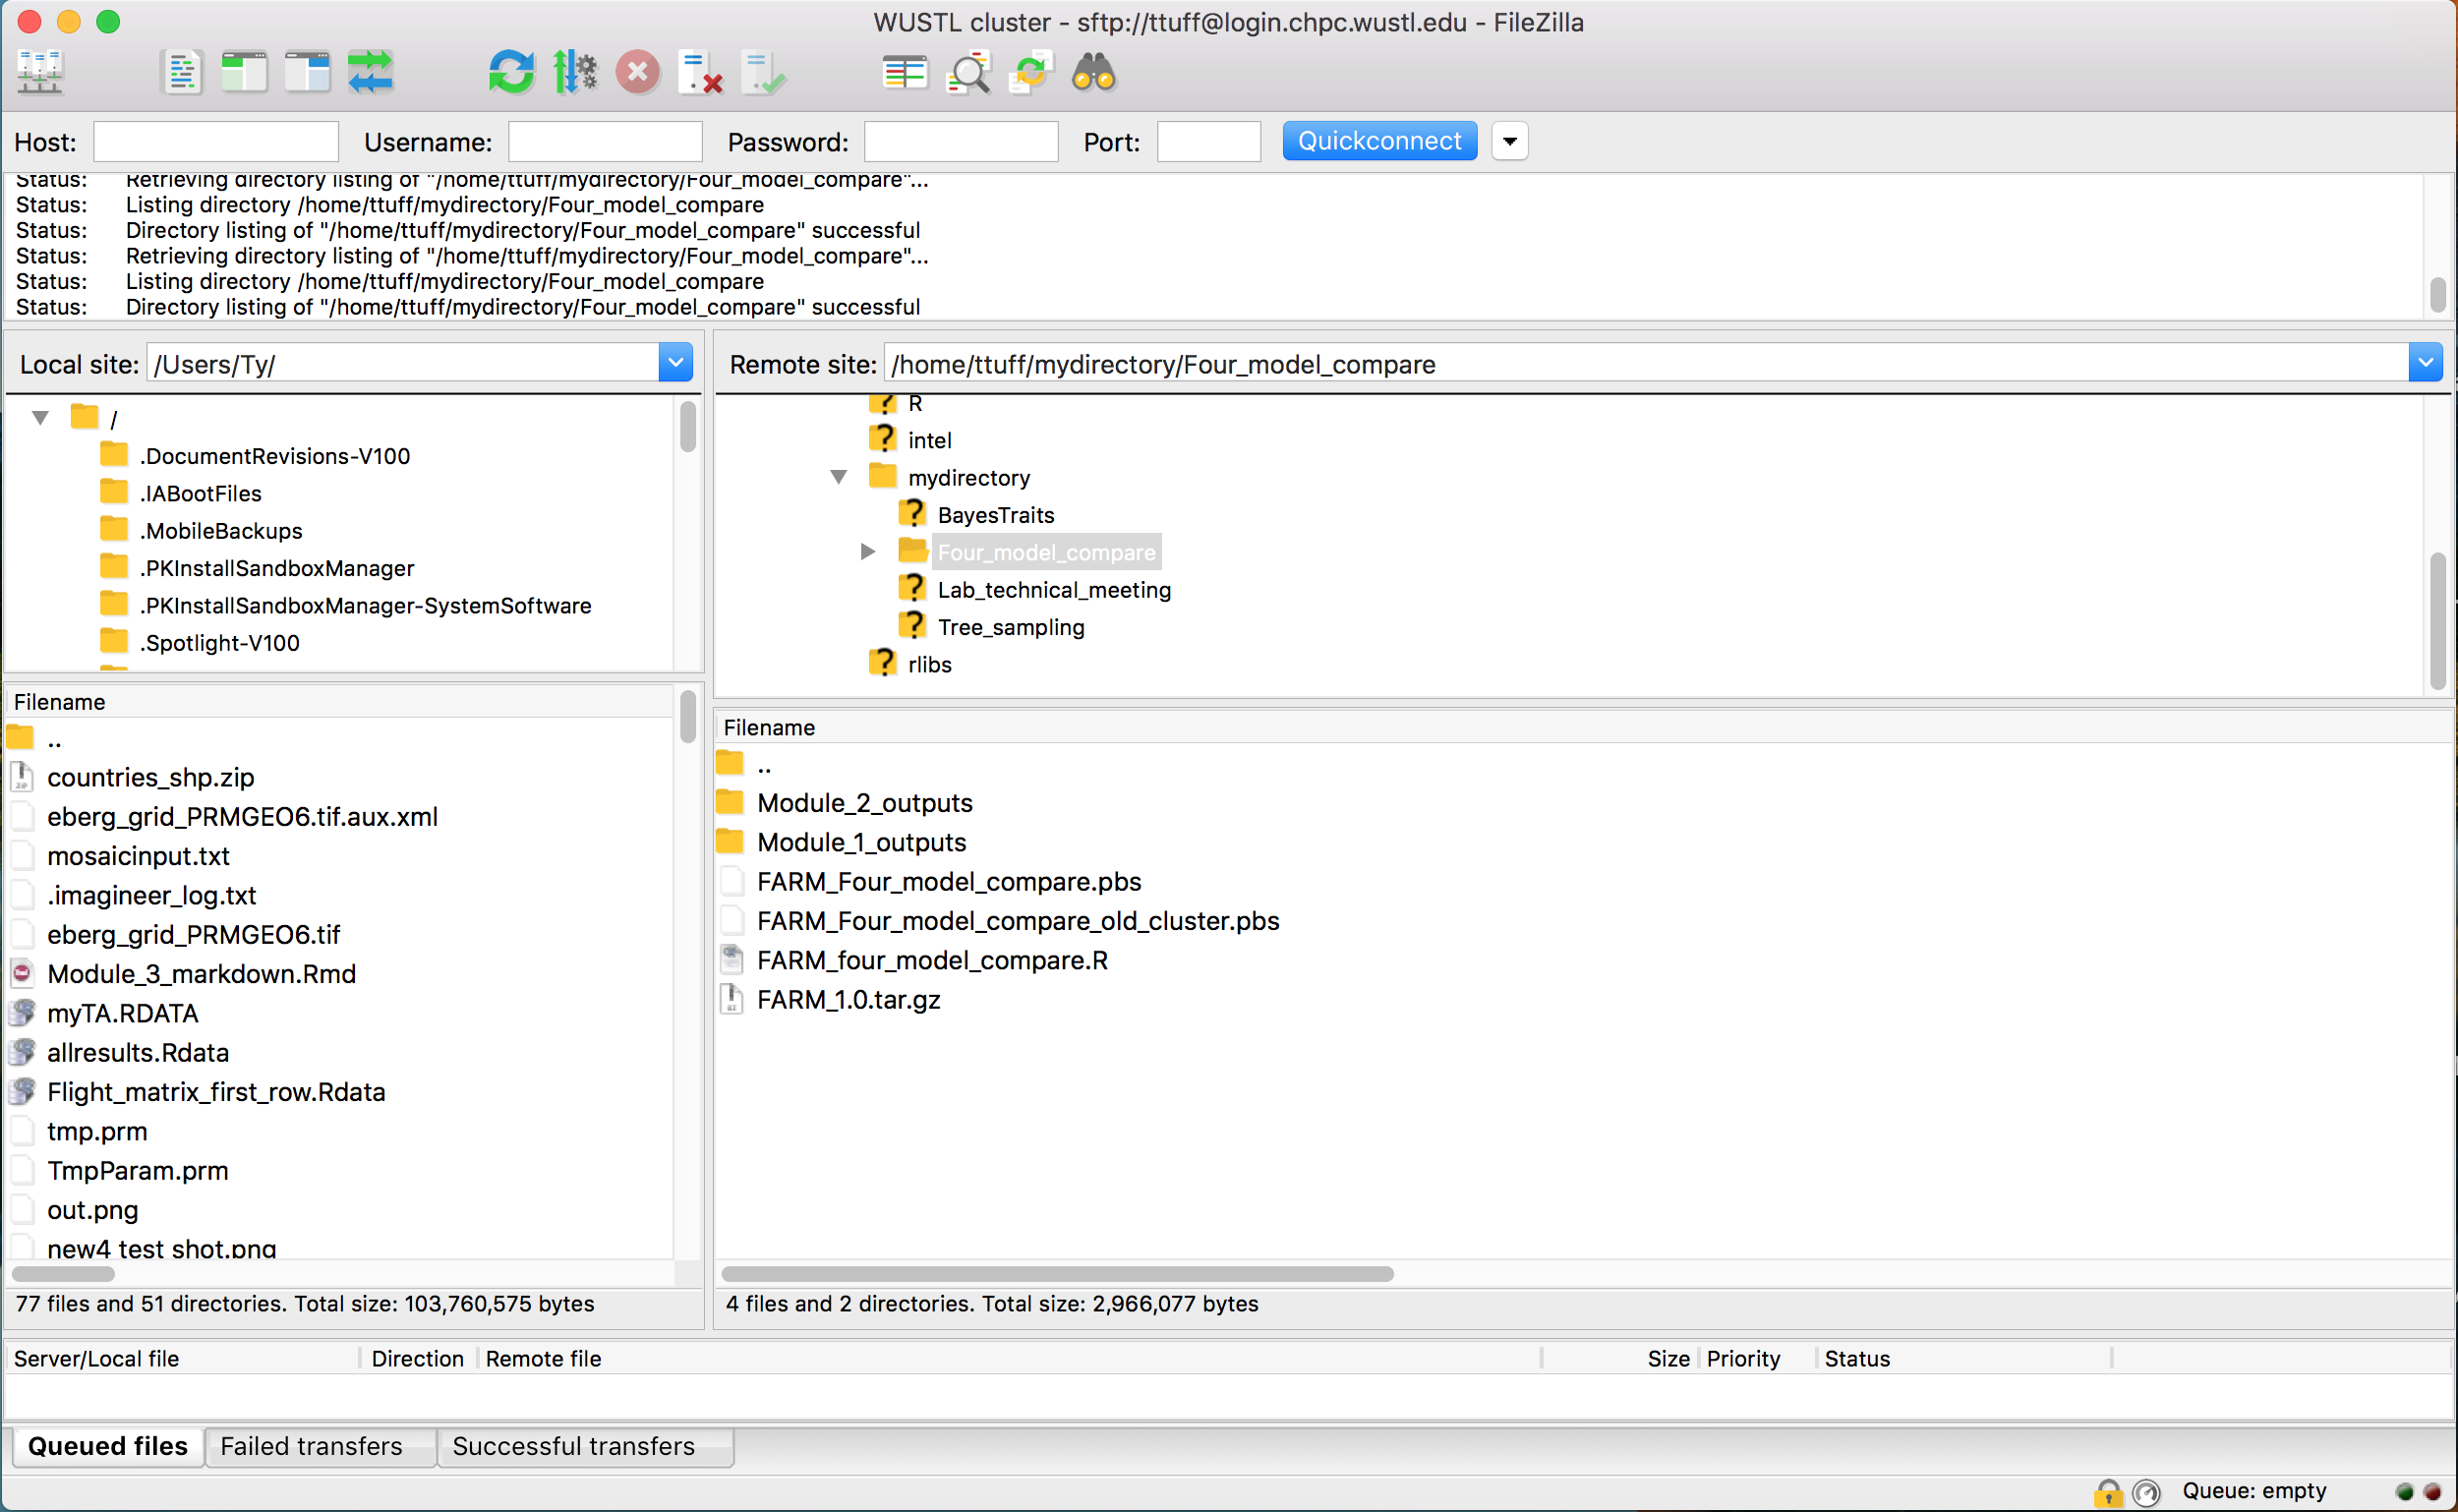 WUSTL cluster - sftp://ttuff@login.chpc.wustl.edu - FileZilla
Host: Username: Password: Port: Quickconnect
Status: Retrieving directory listing of "/home/ttuff/mydirectory/Four_model_compare"...
Status: Listing directory /home/ttuff/mydirectory/Four_model_compare
Status: Directory listing of "/home/ttuff/mydirectory/Four_model_compare" successful
Status: Retrieving directory listing of "/home/ttuff/mydirectory/Four_model_compare"...
Status: Listing directory /home/ttuff/mydirectory/Four_model_compare
Status: Directory listing of "/home/ttuff/mydirectory/Four_model_compare" successful
Local site: /Users/Ty/
/
.DocumentRevisions-V100
.IABootFiles
.MobileBackups
.PKInstallSandboxManager
.PKInstallSandboxManager-SystemSoftware
.Spotlight-V100
Filename
..
countries_shp.zip
eberg_grid_PRMGEO6.tif.aux.xml
mosaicinput.txt
.imagineer_log.txt
eberg_grid_PRMGEO6.tif
Module_3_markdown.Rmd
myTA.RDATA
allresults.Rdata
Flight_matrix_first_row.Rdata
tmp.prm
TmpParam.prm
out.png
new4 test shot.png
77 files and 51 directories. Total size: 103,760,575 bytes
Remote site: /home/ttuff/mydirectory/Four_model_compare
R
intel
mydirectory
BayesTraits
Four_model_compare
Lab_technical_meeting
Tree_sampling
rlibs
Filename
..
Module_2_outputs
Module_1_outputs
FARM_Four_model_compare.pbs
FARM_Four_model_compare_old_cluster.pbs
FARM_four_model_compare.R
FARM_1.0.tar.gz
4 files and 2 directories. Total size: 2,966,077 bytes
Server/Local file Direction Remote file Size Priority Status
Queued files Failed transfers Successful transfers
Queue: empty